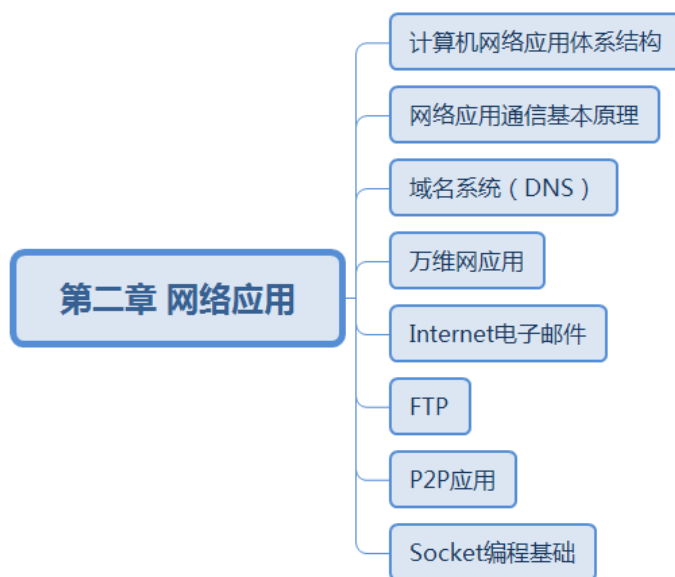 计算机网络应用体系结构
网络应用通信基本原理
域名系统（DNS）
万维网应用
第二章 网络应用
Internet电子邮件
FTP
P2P应用
Socket编程基础